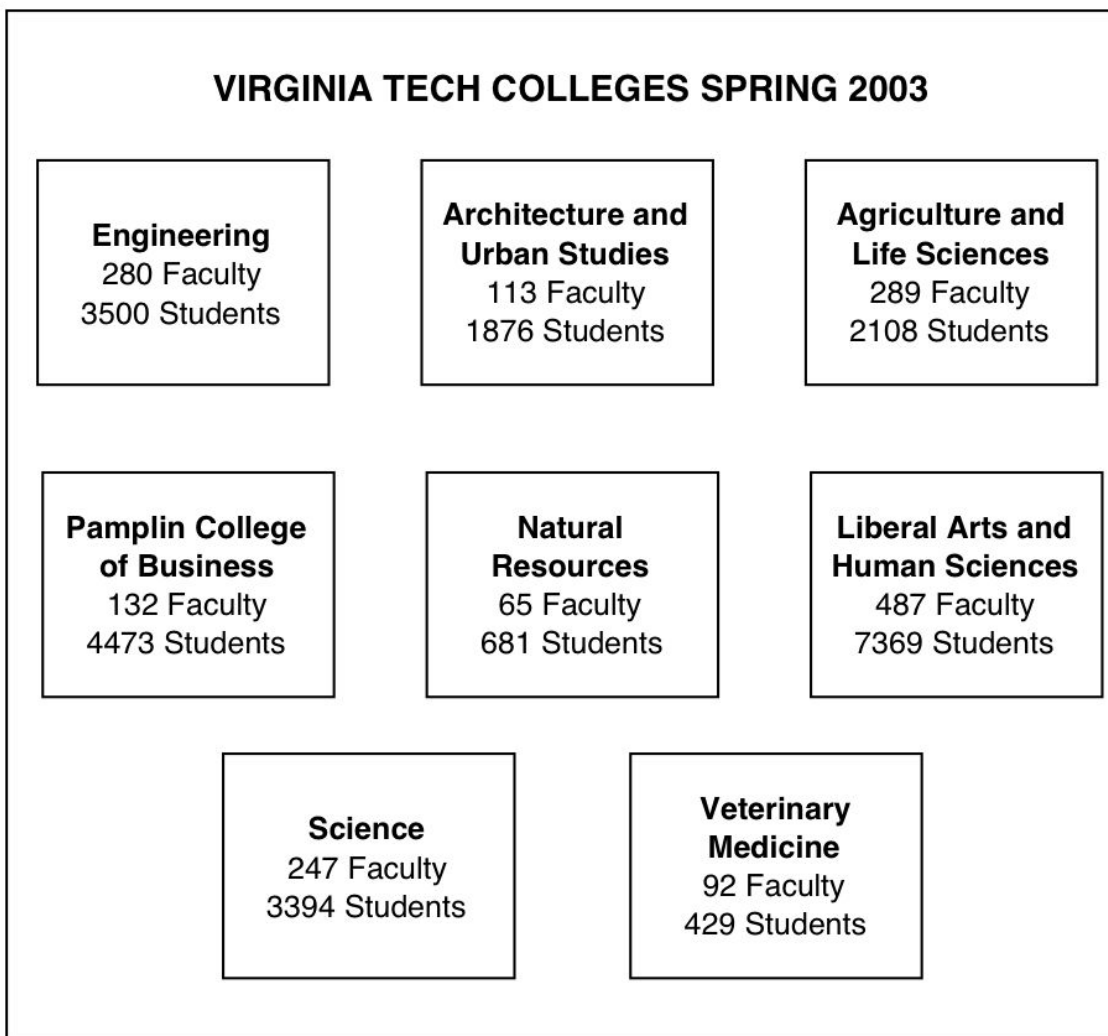 VIRGINIA TECH COLLEGES SPRING 2003
Engineering
280 Faculty
3500 Students
Architecture and
Urban Studies
113 Faculty
1876 Students
Agriculture and
Life Sciences
289 Faculty
2108 Students
Pamplin College
of Business
132 Faculty
4473 Students
Natural
Resources
65 Faculty
681 Students
Liberal Arts and
Human Sciences
487 Faculty
7369 Students
Science
247 Faculty
3394 Students
Veterinary
Medicine
92 Faculty
429 Students